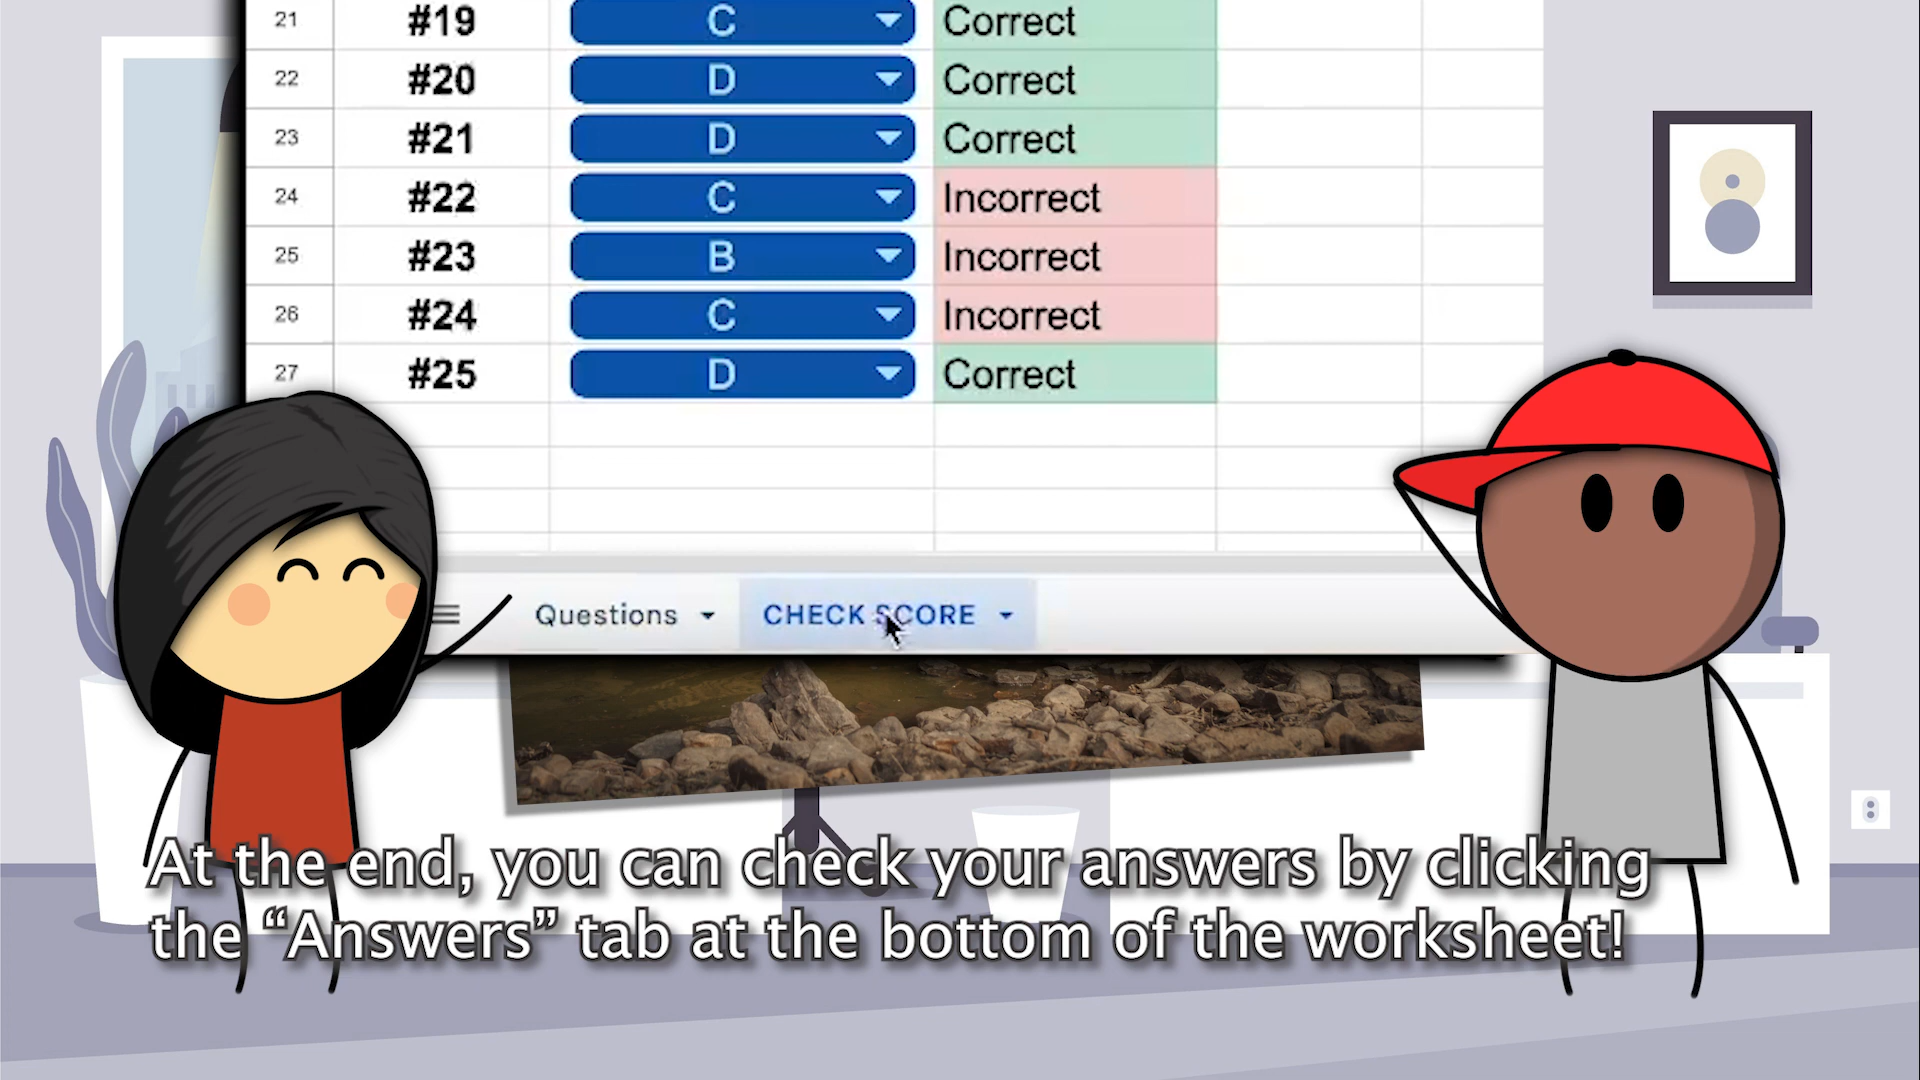 21 #19 C Correct
22 #20 D Correct
23 #21 D Correct
24 #22 C Incorrect
25 #23 B Incorrect
26 #24 C Incorrect
27 #25 D Correct
Questions CHECK SCORE
At the end, you can check your answers by clicking
the “Answers” tab at the bottom of the worksheet!